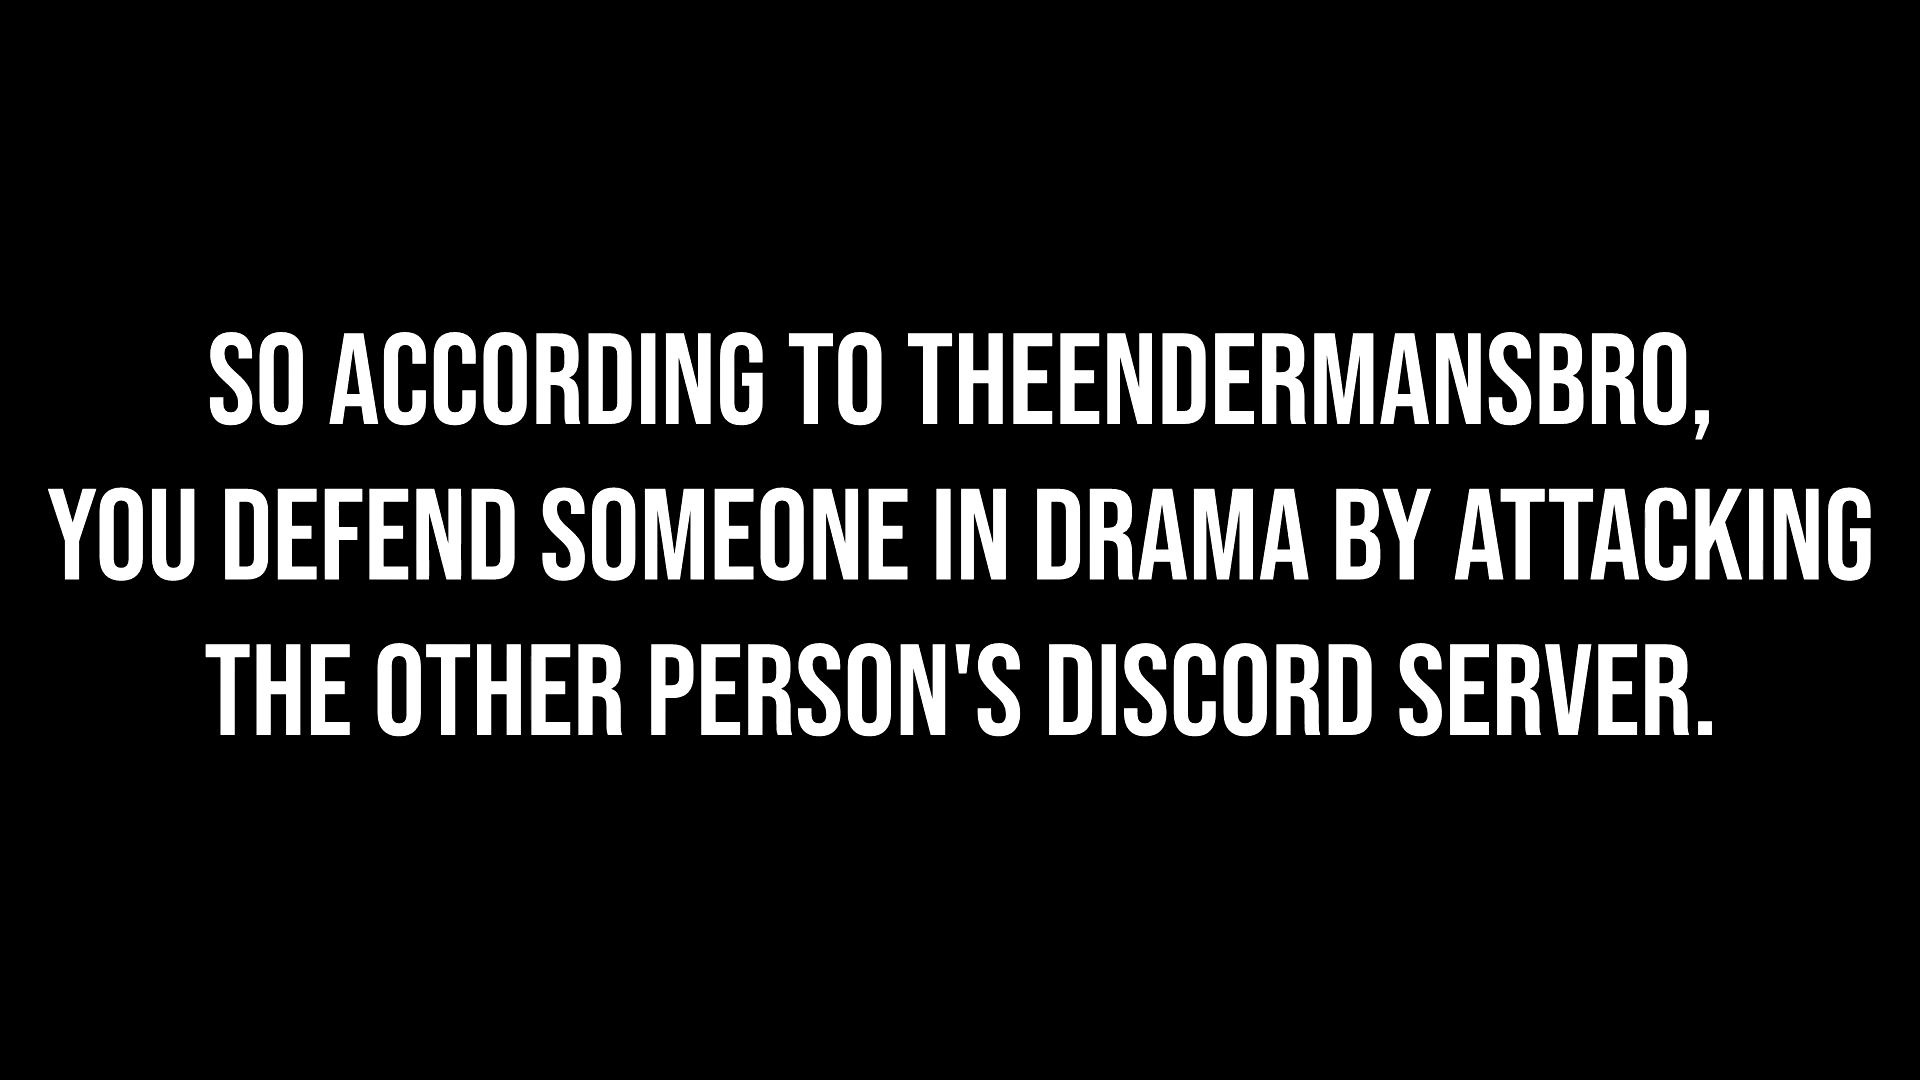 SO ACCORDING TO THEENDERMANSBRO,
YOU DEFEND SOMEONE IN DRAMA BY ATTACKING
THE OTHER PERSON'S DISCORD SERVER.